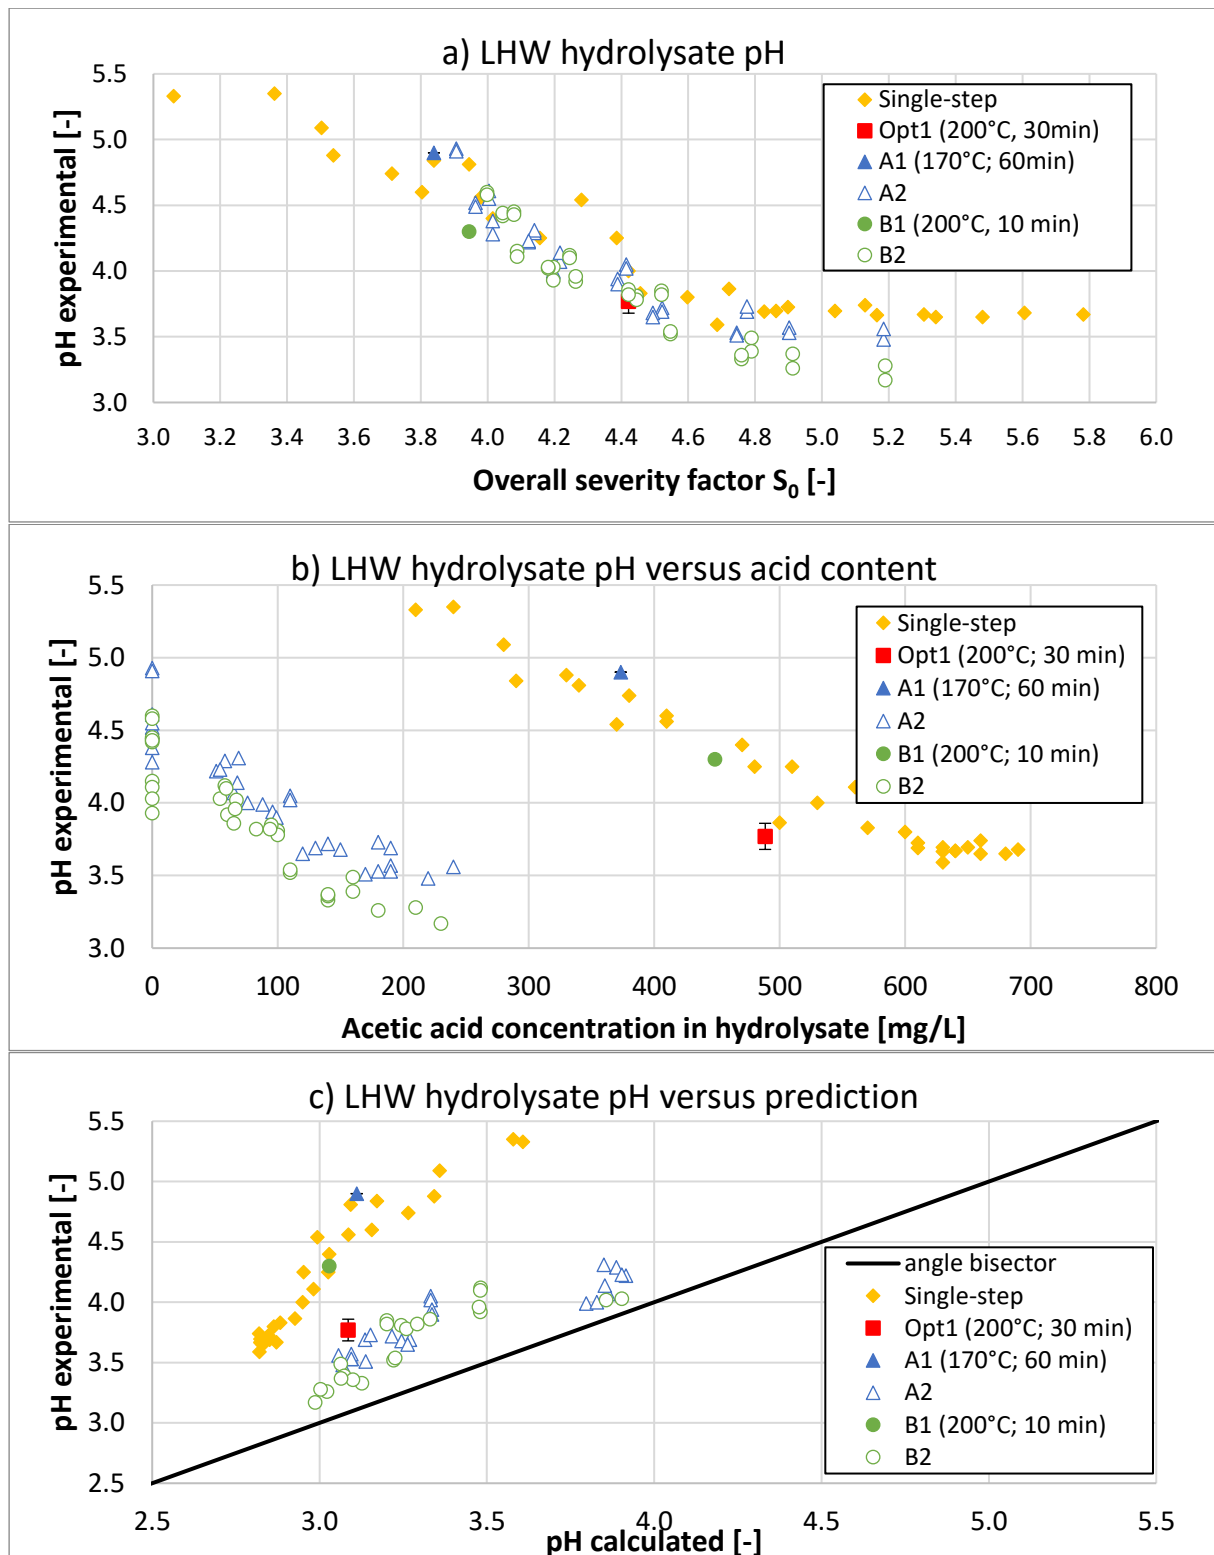 a) LHW hydrolysate pH
pH experimental [-]
5.5
5.0
4.5
4.0
3.5
3.0
3.0 3.2 3.4 3.6 3.8 4.0 4.2 4.4 4.6 4.8 5.0 5.2 5.4 5.6 5.8 6.0
Overall severity factor S₀ [-]
Single-step
Opt1 (200°C, 30min)
A1 (170°C; 60min)
A2
B1 (200°C, 10 min)
B2
b) LHW hydrolysate pH versus acid content
pH experimental [-]
5.5
5.0
4.5
4.0
3.5
3.0
0 100 200 300 400 500 600 700 800
Acetic acid concentration in hydrolysate [mg/L]
Single-step
Opt1 (200°C; 30 min)
A1 (170°C; 60 min)
A2
B1 (200°C; 10 min)
B2
c) LHW hydrolysate pH versus prediction
pH experimental [-]
5.5
5.0
4.5
4.0
3.5
3.0
2.5
2.5 3.0 3.5 4.0 4.5 5.0 5.5
pH calculated [-]
angle bisector
Single-step
Opt1 (200°C; 30 min)
A1 (170°C; 60 min)
A2
B1 (200°C; 10 min)
B2